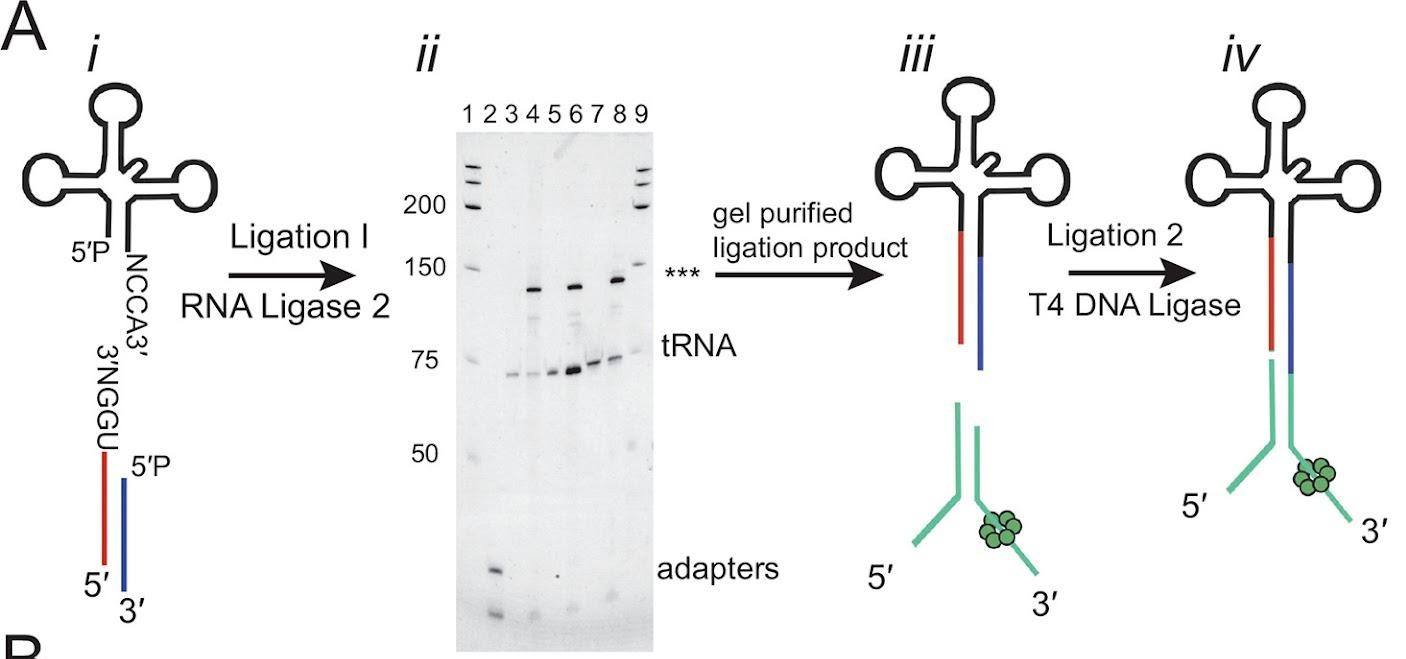 A
i
ii
iii
iv
5′P
NCCA3′
3′NGGU
5′P
5′
3′
Ligation I
RNA Ligase 2
1 2 3 4 5 6 7 8 9
200
150
75
50
***
tRNA
adapters
gel purified
ligation product
5′
3′
Ligation 2
T4 DNA Ligase
5′
3′
B